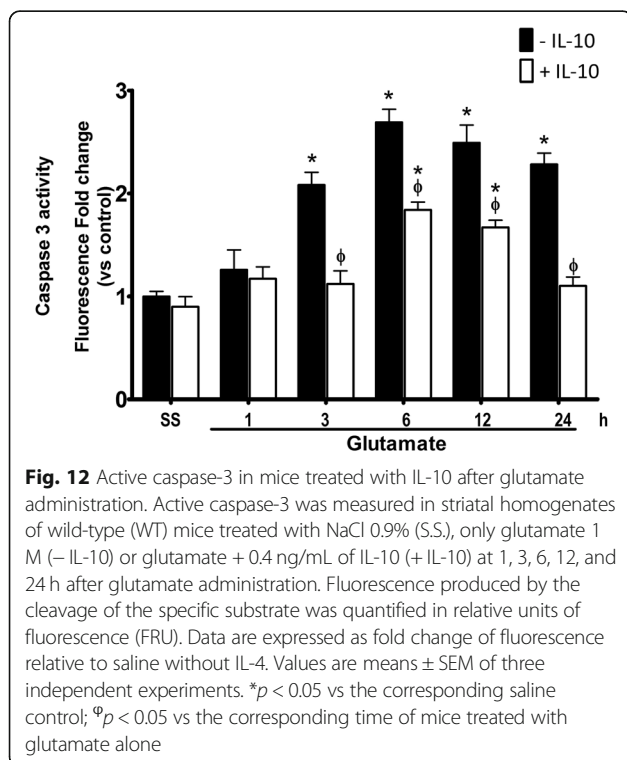 - IL-10
+ IL-10
Caspase 3 activity
Fluorescence Fold change
(vs control)
3
2
1
0
* * * *
* *
ϕ ϕ ϕ ϕ
SS 1 3 6 12 24 h
Glutamate
Fig. 12 Active caspase-3 in mice treated with IL-10 after glutamate
administration. Active caspase-3 was measured in striatal homogenates
of wild-type (WT) mice treated with NaCl 0.9% (S.S.), only glutamate 1
M (− IL-10) or glutamate + 0.4 ng/mL of IL-10 (+ IL-10) at 1, 3, 6, 12, and
24 h after glutamate administration. Fluorescence produced by the
cleavage of the specific substrate was quantified in relative units of
fluorescence (FRU). Data are expressed as fold change of fluorescence
relative to saline without IL-4. Values are means ± SEM of three
independent experiments. *p < 0.05 vs the corresponding saline
control; φp < 0.05 vs the corresponding time of mice treated with
glutamate alone